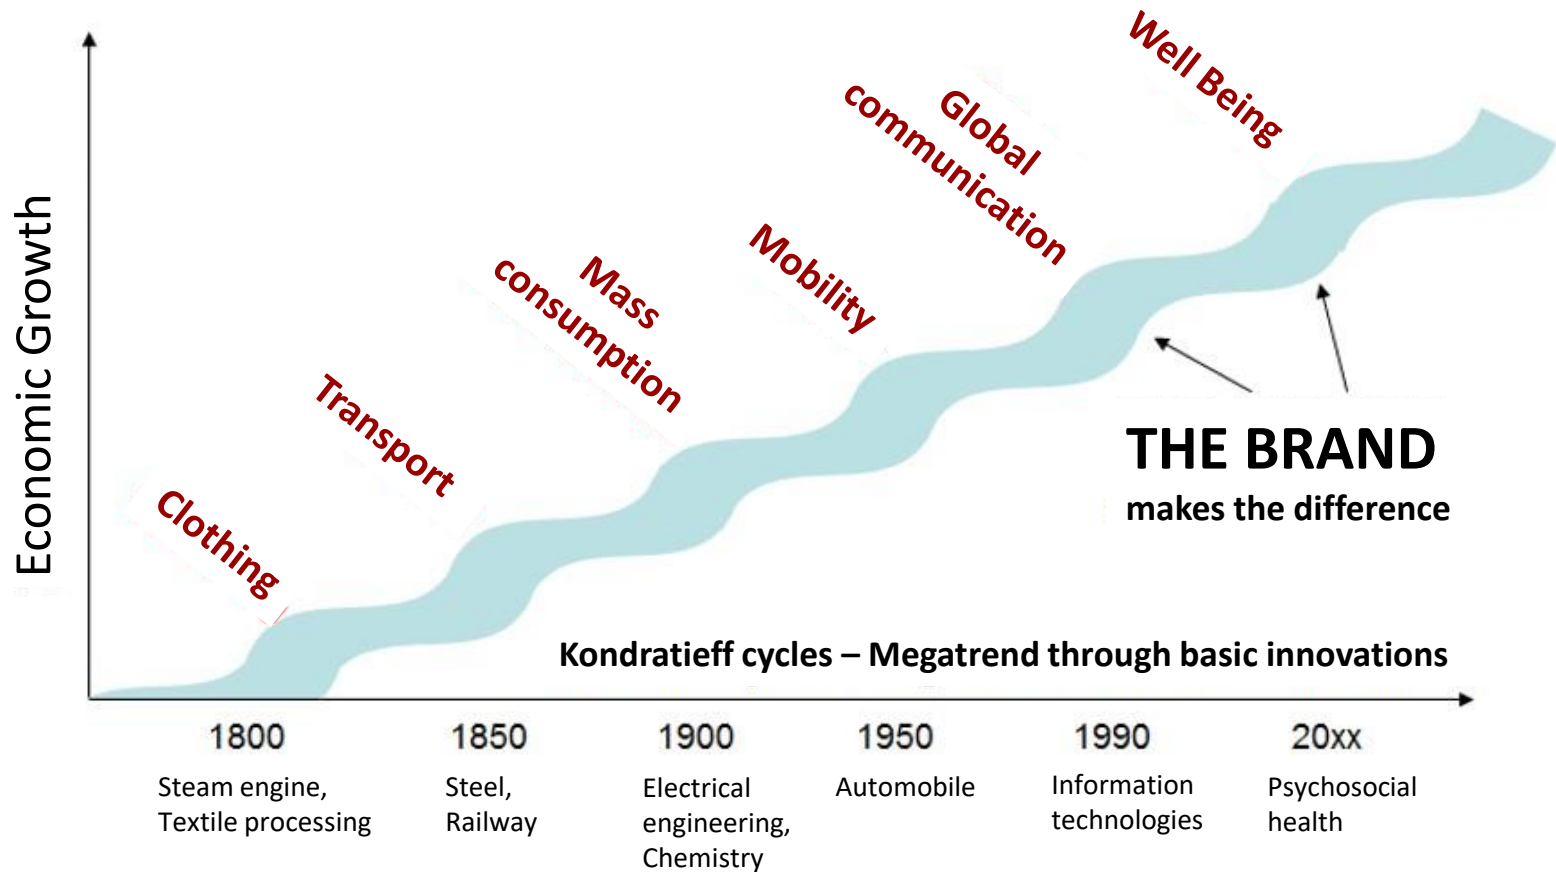 Economic Growth
Clothing
Transport
Mass
consumption
Mobility
Global
communication
Well Being
THE BRAND
makes the difference
Kondratieff cycles – Megatrend through basic innovations
1800
1850
1900
1950
1990
20xx
Steam engine,
Textile processing
Steel,
Railway
Electrical
engineering,
Chemistry
Automobile
Information
technologies
Psychosocial
health